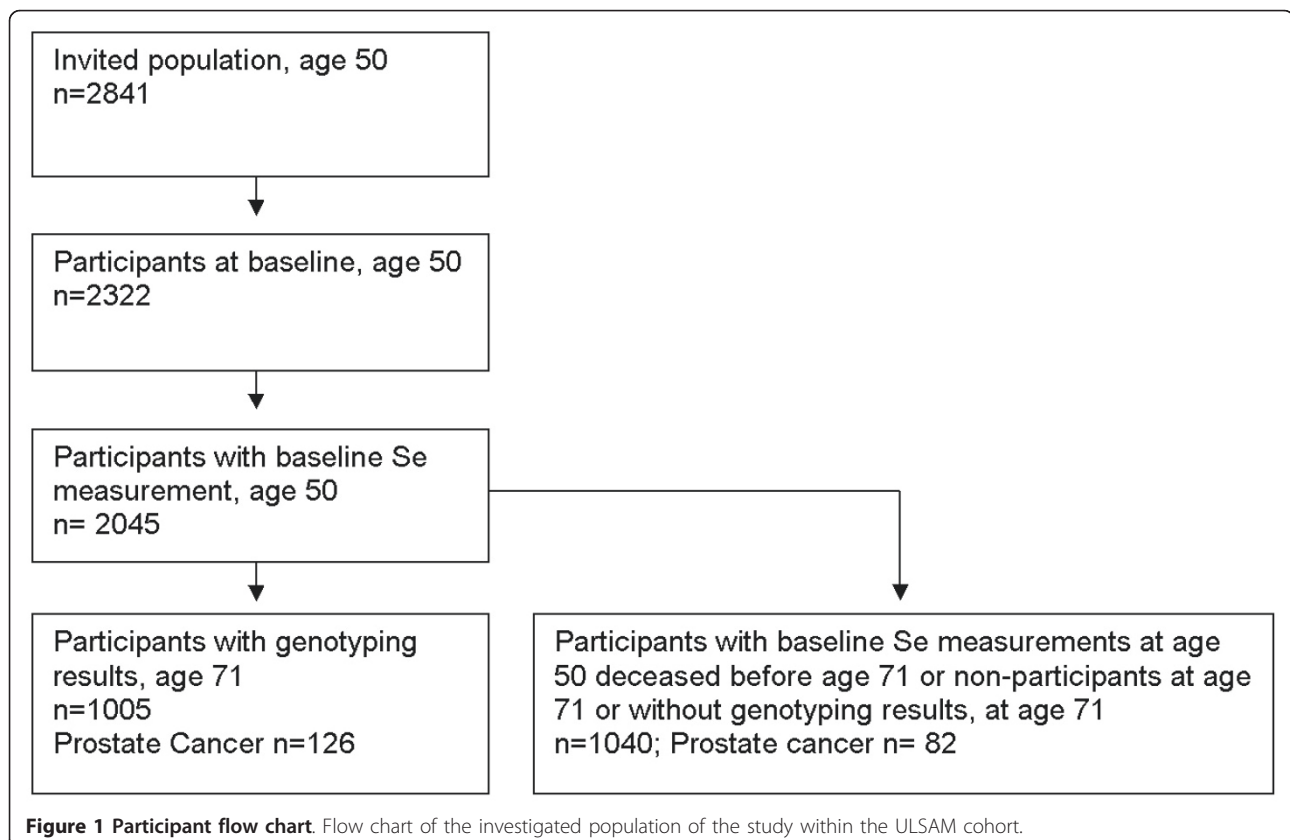 Invited population, age 50
n=2841
Participants at baseline, age 50
n=2322
Participants with baseline Se
measurement, age 50
n= 2045
Participants with genotyping
results, age 71
n=1005
Prostate Cancer n=126
Participants with baseline Se measurements at age
50 deceased before age 71 or non-participants at age
71 or without genotyping results, at age 71
n=1040; Prostate cancer n= 82
Figure 1 Participant flow chart. Flow chart of the investigated population of the study within the ULSAM cohort.